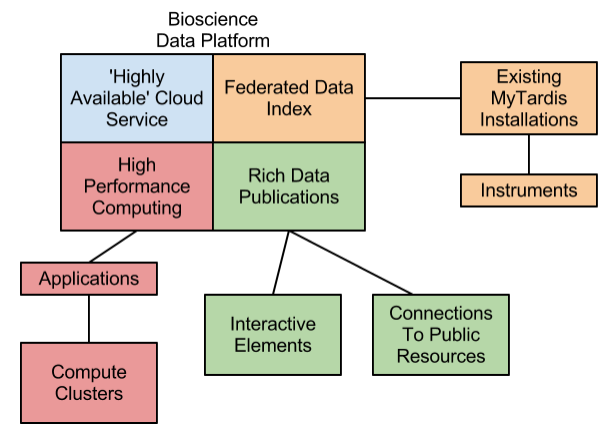 Bioscience
Data Platform
'Highly
Available' Cloud
Service
Federated Data
Index
Existing
MyTardis
Installations
High
Performance
Computing
Rich Data
Publications
Instruments
Applications
Interactive
Elements
Connections
To Public
Resources
Compute
Clusters